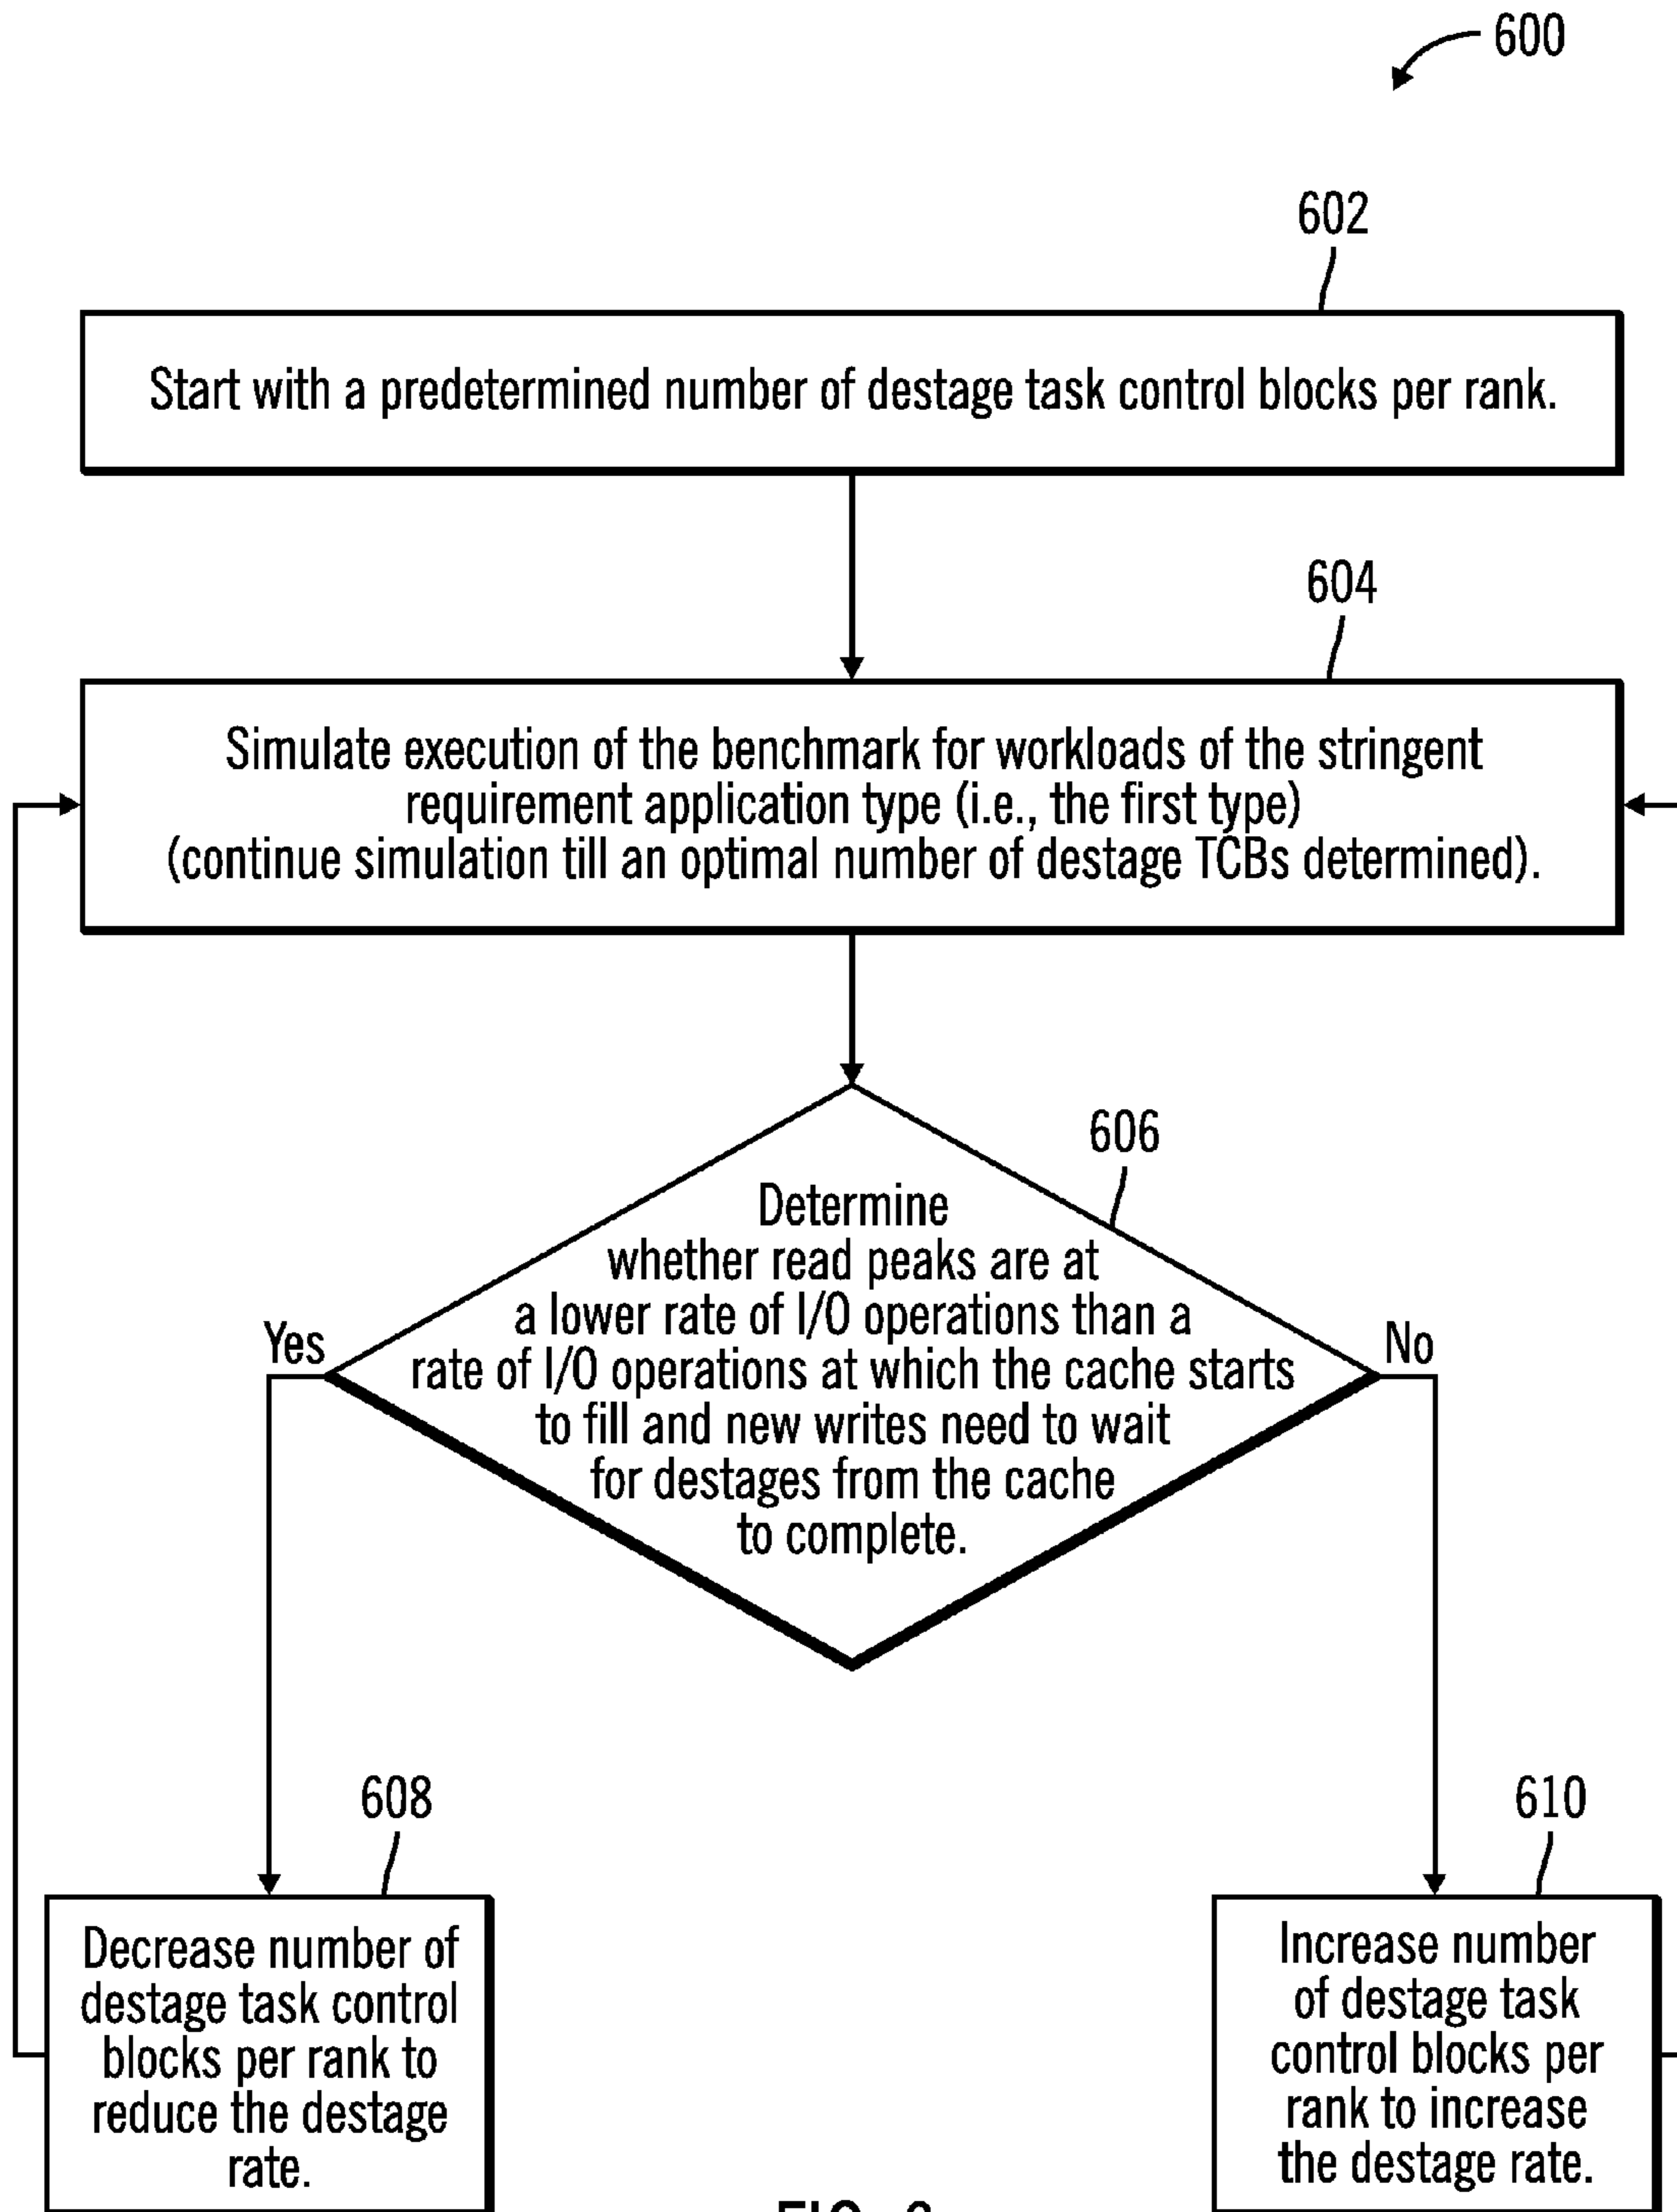 600
602
Start with a predetermined number of destage task control blocks per rank.
604
Simulate execution of the benchmark for workloads of the stringent
requirement application type (i.e., the first type)
(continue simulation till an optimal number of destage TCBs determined).
606
Determine
whether read peaks are at
a lower rate of I/O operations than a
rate of I/O operations at which the cache starts
to fill and new writes need to wait
for destages from the cache
to complete.
Yes
No
608
Decrease number of
destage task control
blocks per rank to
reduce the destage
rate.
610
Increase number
of destage task
control blocks per
rank to increase
the destage rate.
FIG.